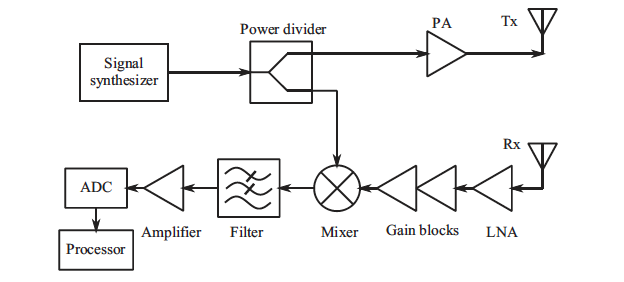 Power divider
PA
Tx
Signal
synthesizer
Rx
ADC
Amplifier
Filter
Mixer
Gain blocks
LNA
Processor